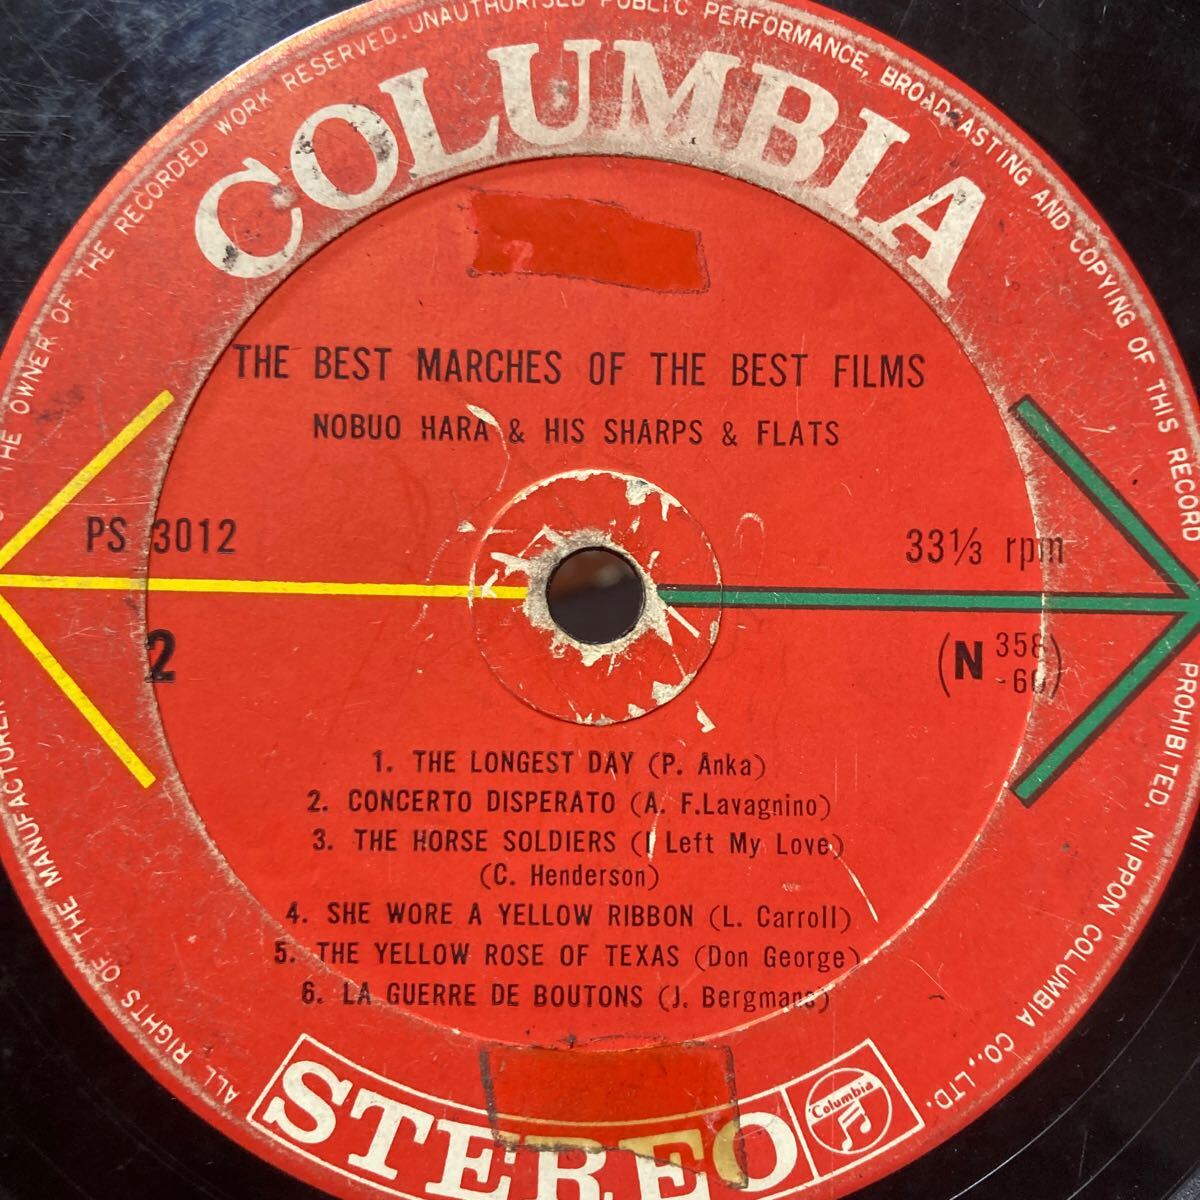 COLUMBIA
THE BEST MARCHES OF THE BEST FILMS
NOBUO HARA & HIS SHARPS & FLATS
PS 3012
33⅓ rpm
2
(N 358
-60)
1. THE LONGEST DAY (P. Anka)
2. CONCERTO DISPERATO (A. F.Lavagnino)
3. THE HORSE SOLDIERS (I Left My Love)
(C. Henderson)
4. SHE WORE A YELLOW RIBBON (L. Carroll)
5. THE YELLOW ROSE OF TEXAS (Don George)
6. LA GUERRE DE BOUTONS (J. Bergmans)
STEREO
Columbia
ALL RIGHTS OF THE MANUFACTURER THE OWNER OF THE RECORDED WORK RESERVED. UNAUTHORISED PUBLIC PERFORMANCE, BROADCASTING AND COPYING OF THIS RECORD PROHIBITED. NIPPON COLUMBIA CO., LTD.